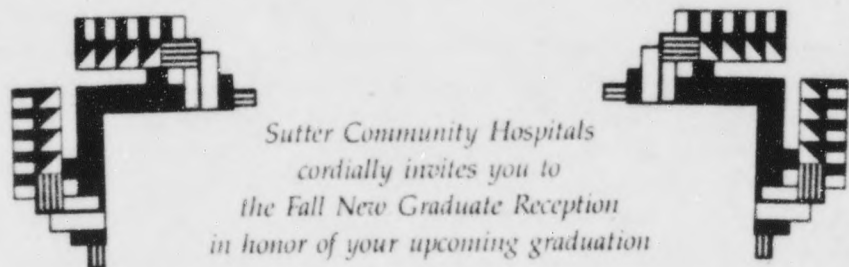 Sutter Community Hospitals
cordially invites you to
the Fall New Graduate Reception
in honor of your upcoming graduation